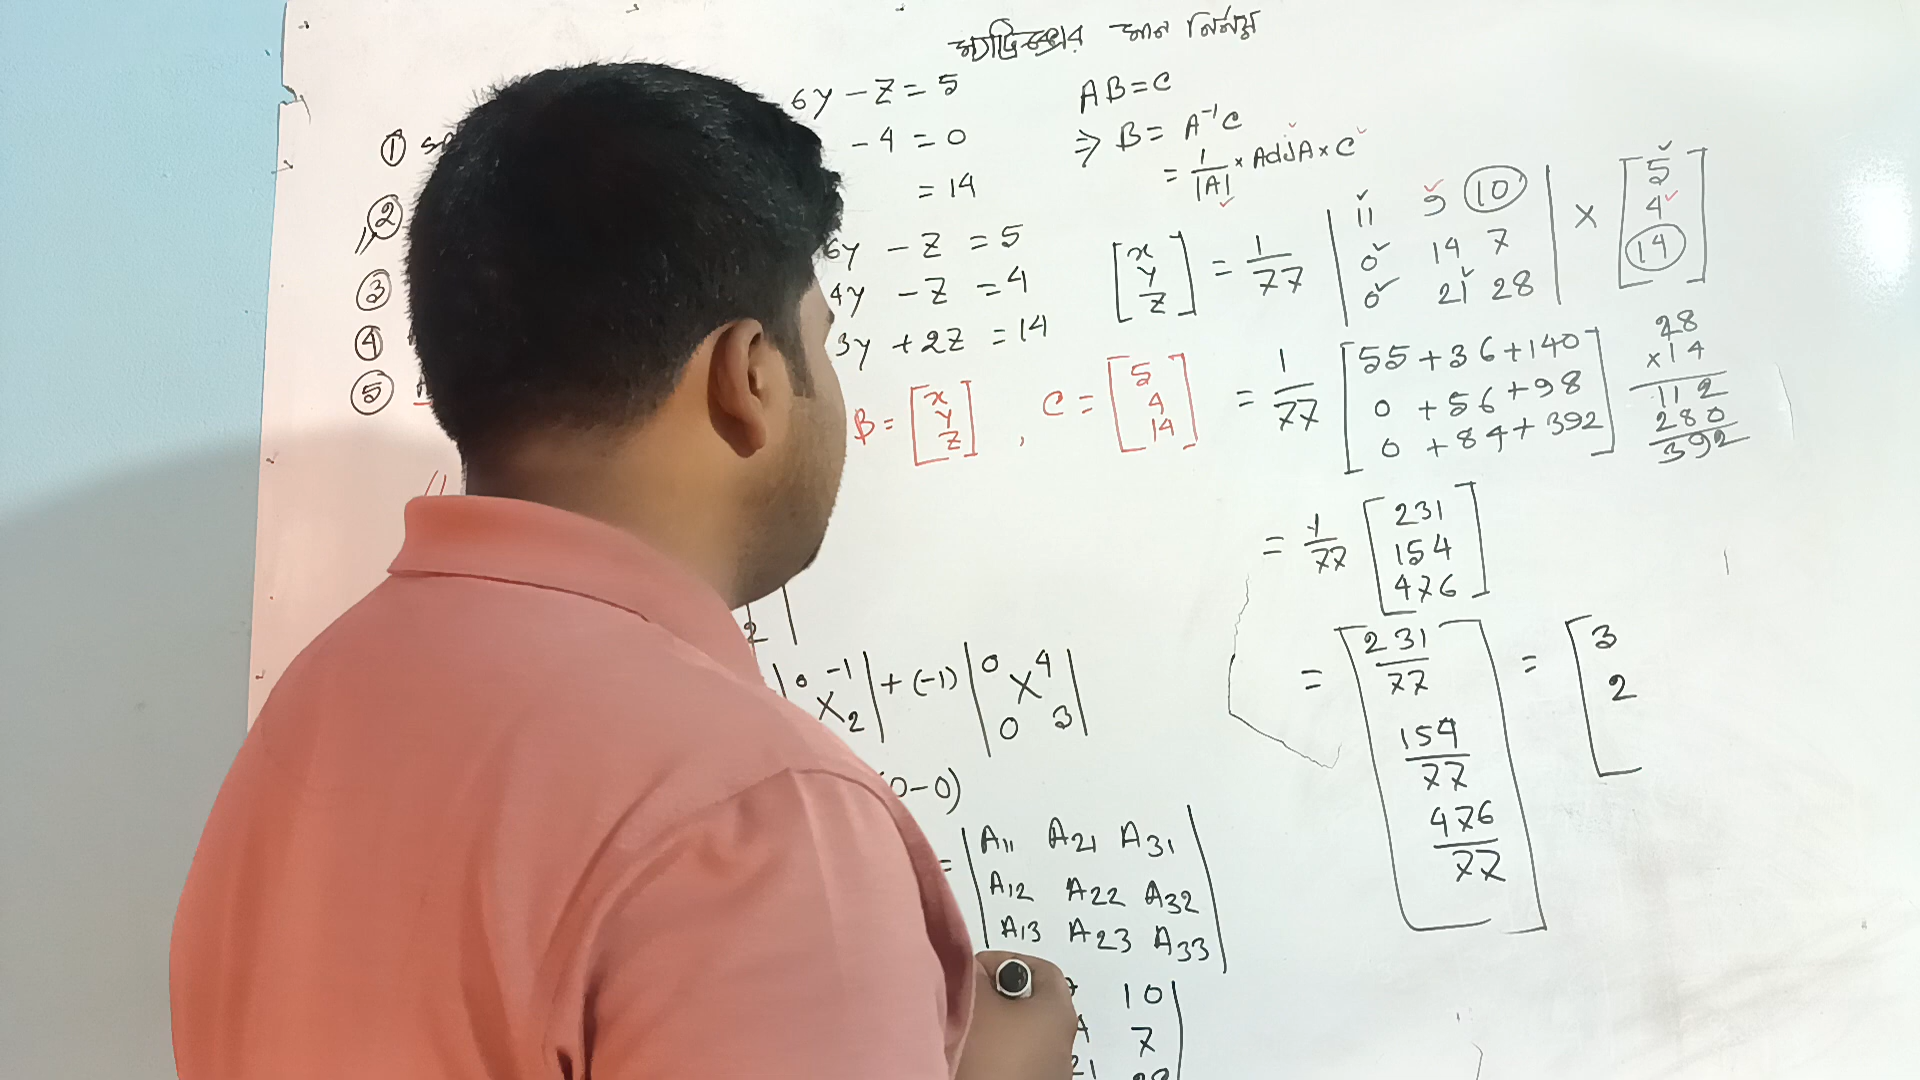 ম্যাট্রিক্সের মান নির্ণয়
6y - z = 5
① so
- 4 = 0
②
= 14
③
6y - z = 5
④
4y - z = 4
⑤
3y + 2z = 14
B = [x y z] , C = [5 4 14]
2
| 0 -1 X 2 | + (-1) | 0 X 4 0 3 |
(0-0)
= | A11 A21 A31
A12 A22 A32
A13 A23 A33 |
10
7
21
AB = C
⇒ B = A⁻¹C
= 1/|A| × AdjA × C
[x y z] = 1/77 | 11 9 10
0 14 7
0 21 28 | × [5 4 14]
= 1/77 [55 + 36 + 140
0 + 56 + 98
0 + 84 + 392]
28
×14
112
280
392
= 1/77 [231
154
476]
= [231/77
154/77
476/77] = [3
2